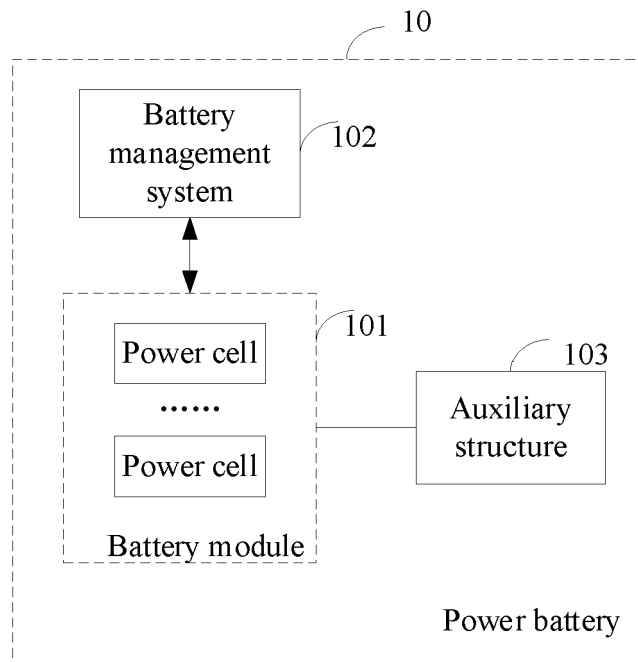 10
Battery
management
system
102
101
Power cell
......
Power cell
Battery module
103
Auxiliary
structure
Power battery